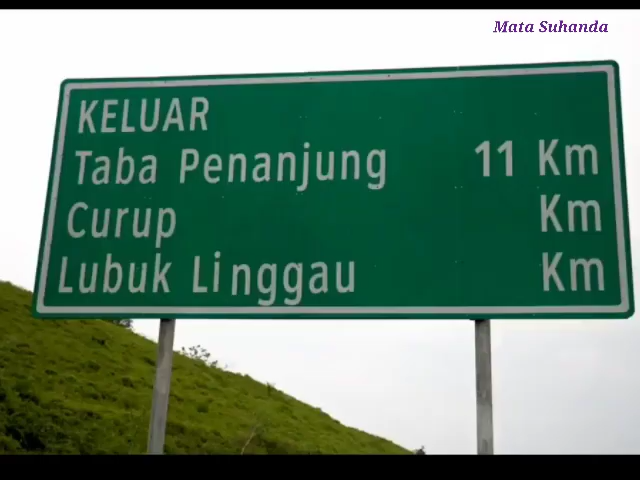 Mata Suhanda
KELUAR
Taba Penanjung 11 Km
Curup Km
Lubuk Linggau Km